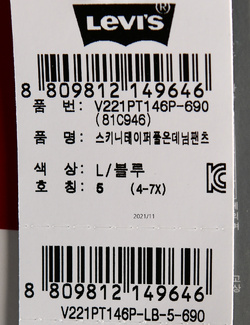 LEVI'S®
8 809812 149646
품 번: V221PT146P-690
(81C946)
품 명: 스키니테이퍼풀온데님팬츠
색 상: L/블루
호 칭: 5 (4-7X)
2021/11
8 809812 149646
V221PT146P-LB-5-690